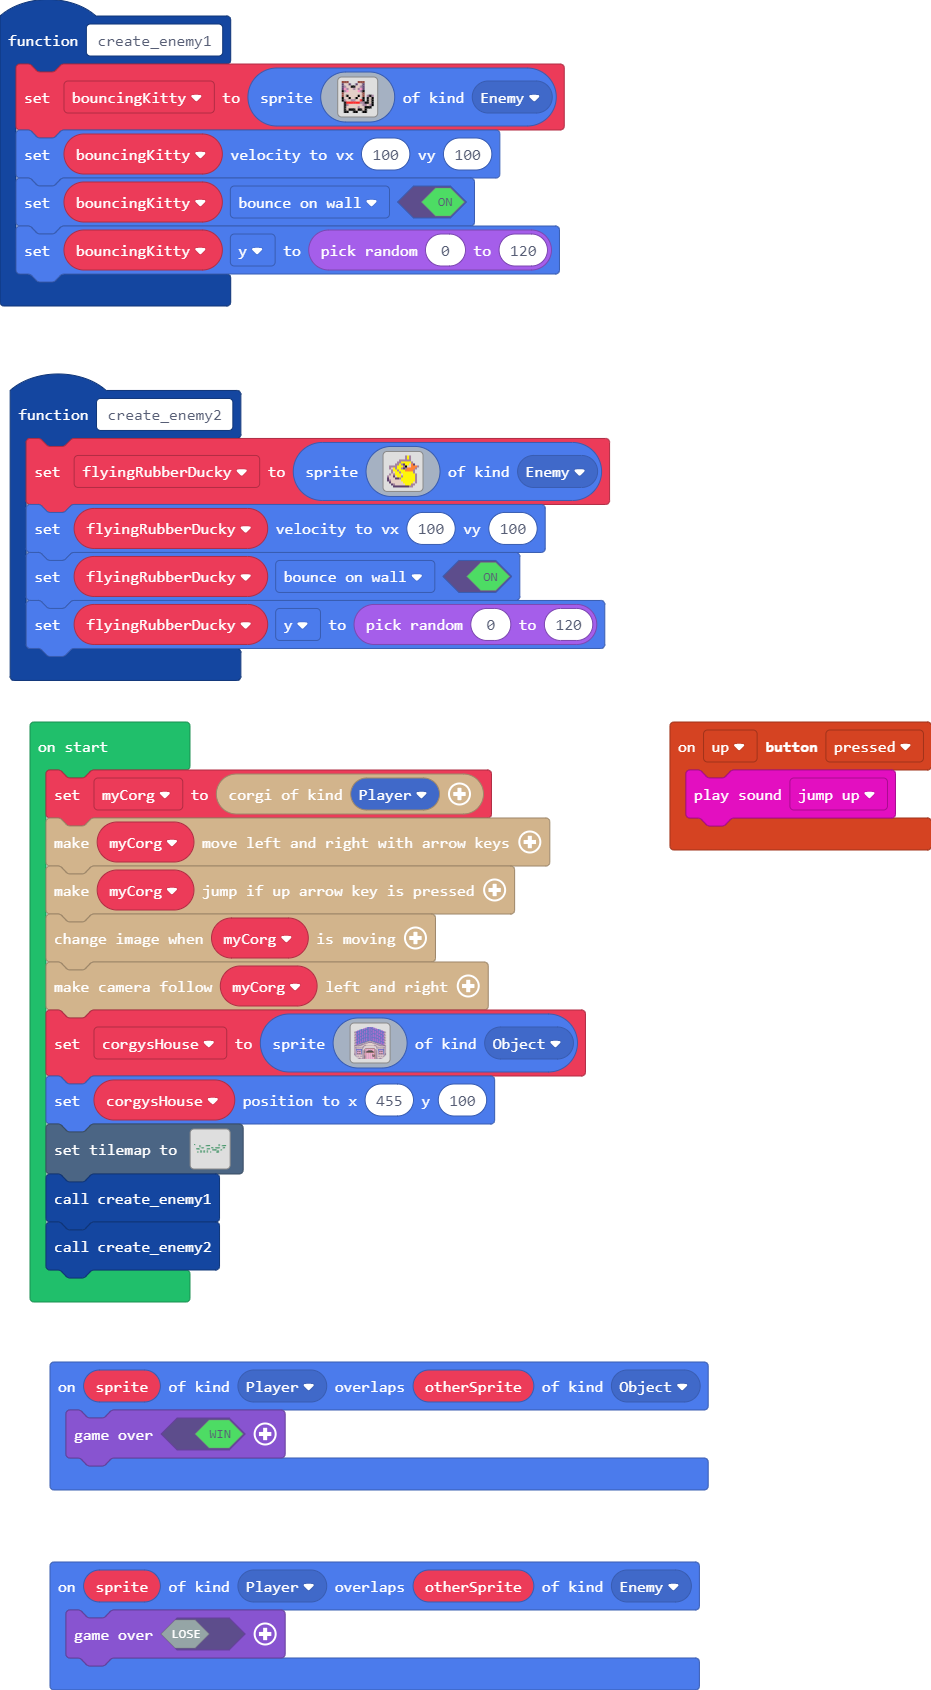 function create_enemy1
set bouncingKitty to sprite of kind Enemy
set bouncingKitty velocity to vx 100 vy 100
set bouncingKitty bounce on wall ON
set bouncingKitty y to pick random 0 to 120
function create_enemy2
set flyingRubberDucky to sprite of kind Enemy
set flyingRubberDucky velocity to vx 100 vy 100
set flyingRubberDucky bounce on wall ON
set flyingRubberDucky y to pick random 0 to 120
on start
set myCorg to corgi of kind Player
make myCorg move left and right with arrow keys
make myCorg jump if up arrow key is pressed
change image when myCorg is moving
make camera follow myCorg left and right
set corgysHouse to sprite of kind Object
set corgysHouse position to x 455 y 100
set tilemap to
call create_enemy1
call create_enemy2
on up button pressed
play sound jump up
on sprite of kind Player overlaps otherSprite of kind Object
game over WIN
on sprite of kind Player overlaps otherSprite of kind Enemy
game over LOSE